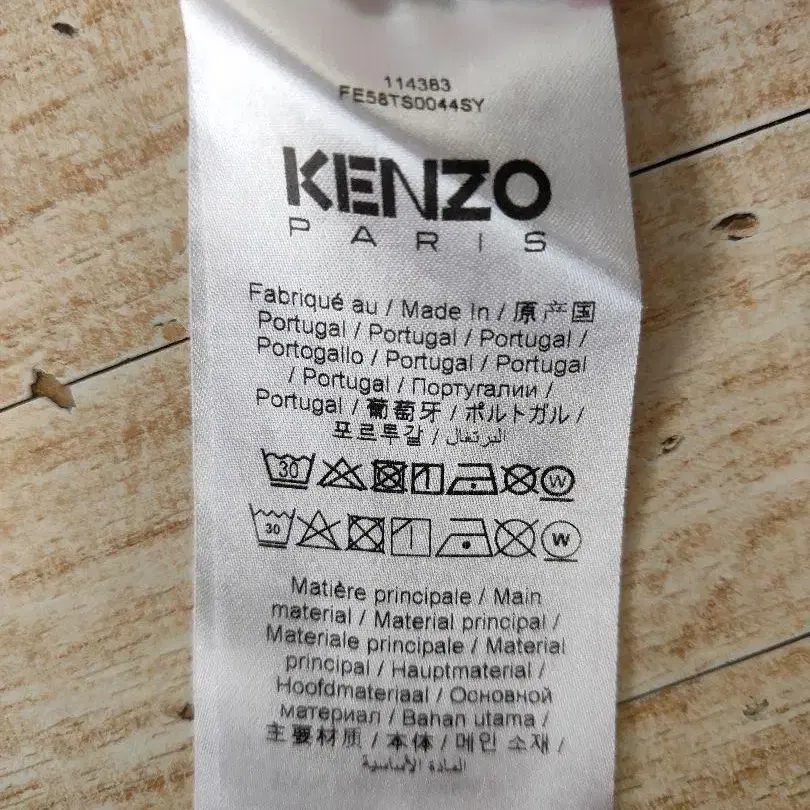 114383
FE58TS0044SY
KENZO
PARIS
Fabriqué au / Made In / 原产国
Portugal / Portugal / Portugal /
Portogallo / Portugal / Portugal
/ Portugal / Португалии /
Portugal / 葡萄牙 / ポルトガル /
포르투갈 / البرتغال
30 W
30 W
Matière principale / Main
material / Material principal /
Materiale principale / Material
principal / Hauptmaterial /
Hoofdmateriaal / Основной
материал / Bahan utama /
主要材质 / 本体 / 메인 소재 /
المادة الأساسية